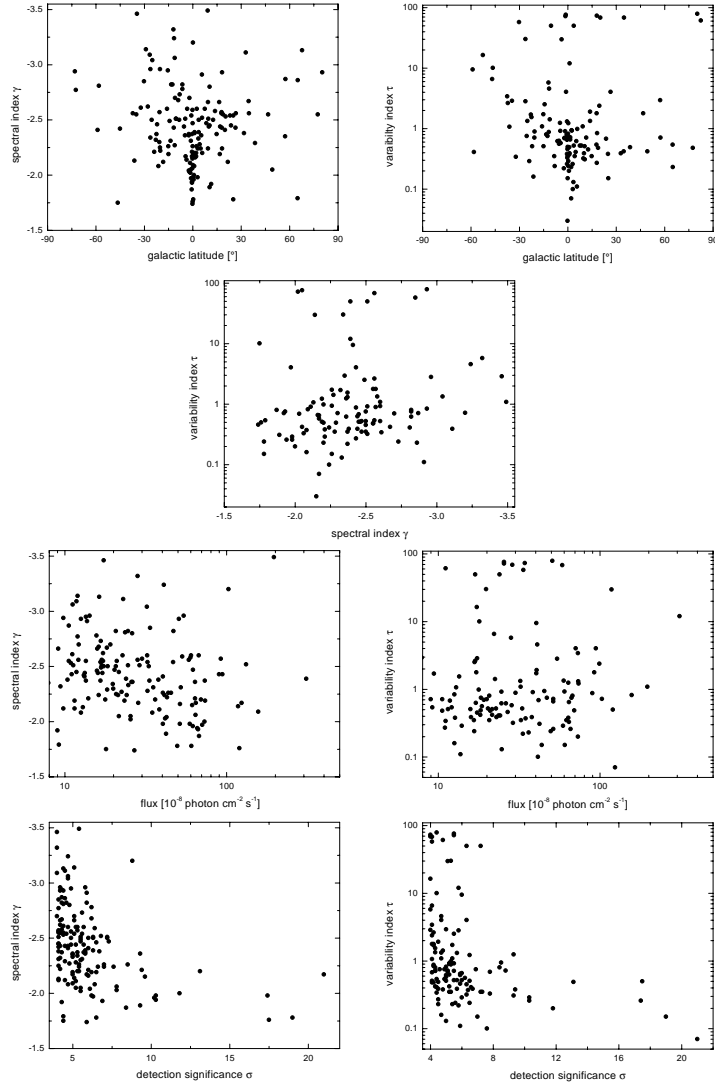 -3.5
-3.0
-2.5
-2.0
-1.5
spectral index γ
-90 -60 -30 0 30 60 90
galactic latitude [°]
100
10
1
0.1
varaibility index τ
-90 -60 -30 0 30 60 90
galactic latitude [°]
100
10
1
0.1
variability index τ
-1.5 -2.0 -2.5 -3.0 -3.5
spectral index γ
-3.5
-3.0
-2.5
-2.0
-1.5
spectral index γ
10 100
flux [10⁻⁸ photon cm⁻² s⁻¹]
100
10
1
0.1
variability index τ
10 100
flux [10⁻⁸ photon cm⁻² s⁻¹]
-3.5
-3.0
-2.5
-2.0
-1.5
spectral index γ
5 10 15 20
detection significance σ
100
10
1
0.1
variability index τ
4 6 8 10 12 14 16 18 20 22
detection significance σ